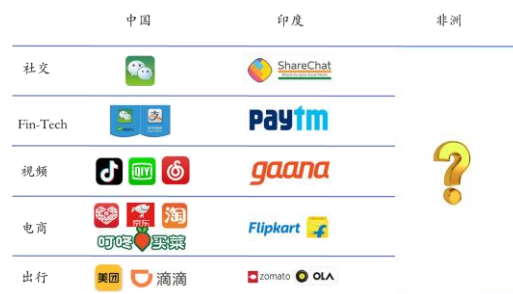 中国 印度 非洲
社交 ShareChat
Fin-Tech 支 paytm
视频 iQIYI gaana
电商 京东 淘 Flipkart
叮咚买菜
出行 美团 滴滴 zomato OLA